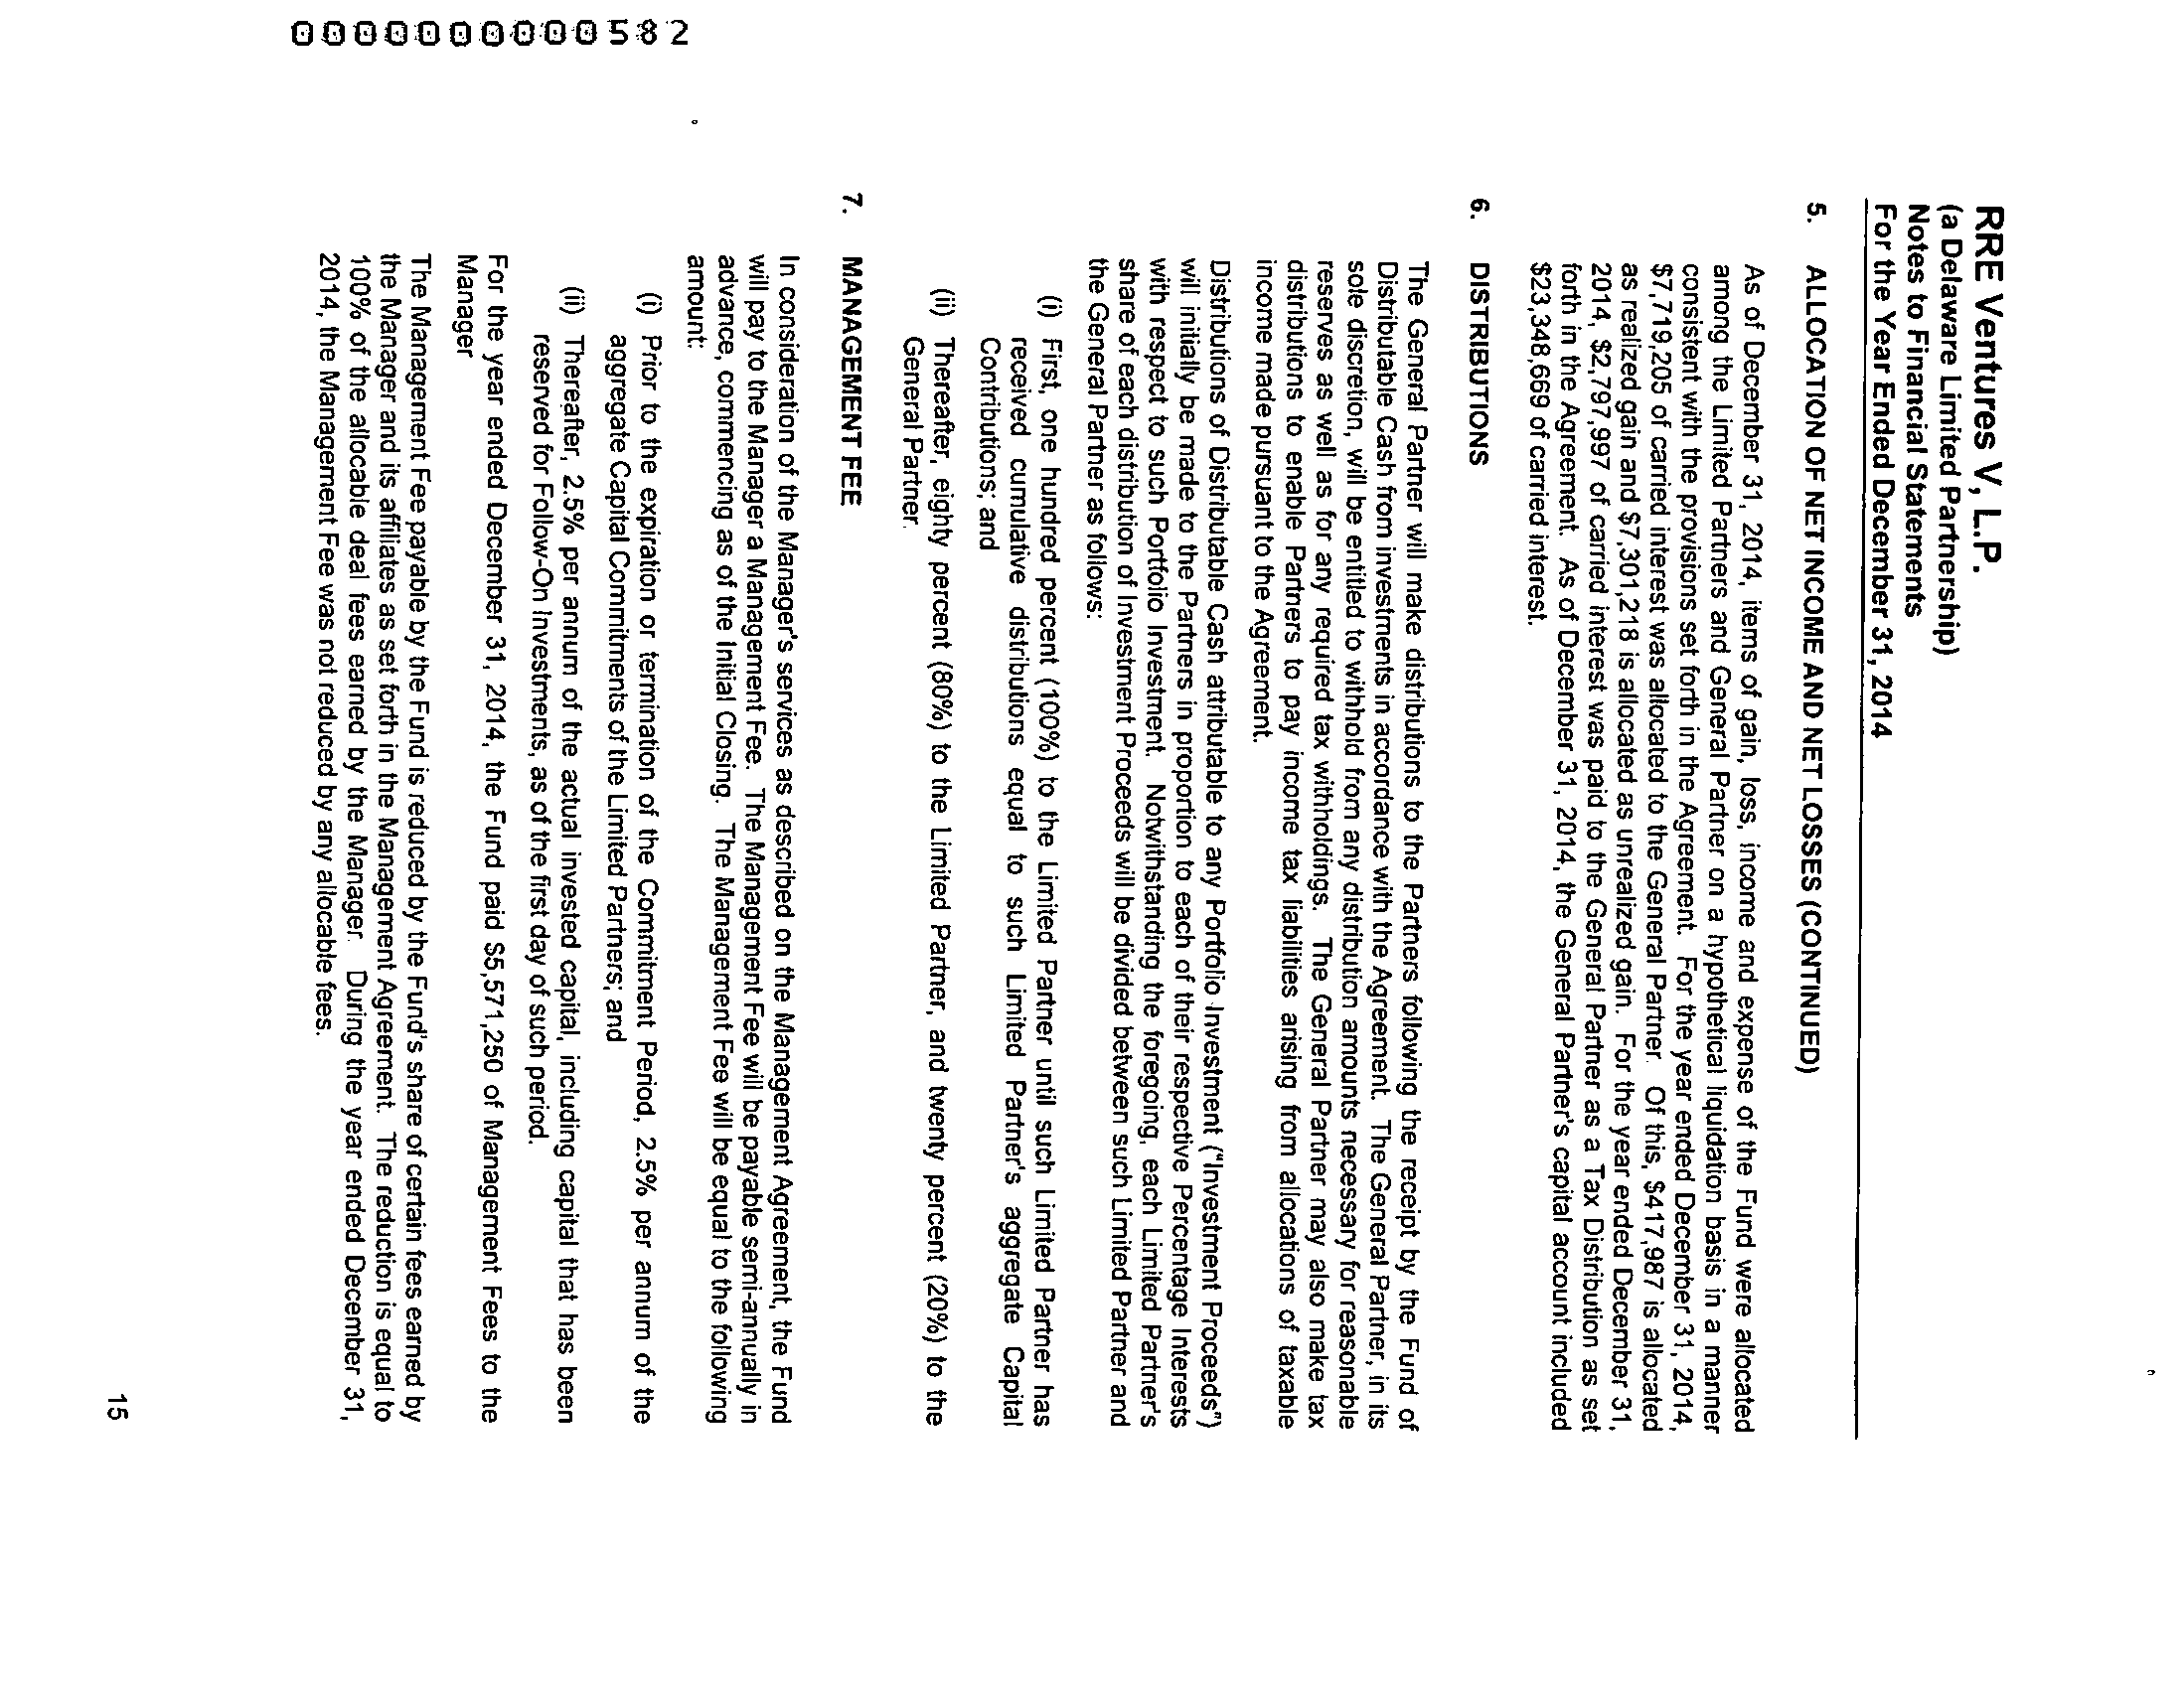 RRE Ventures V, L.P.
(a Delaware Limited Partnership)
Notes to Financial Statements
For the Year Ended December 31, 2014
5. ALLOCATION OF NET INCOME AND NET LOSSES (CONTINUED)
As of December 31, 2014, items of gain, loss, income and expense of the Fund were allocated
among the Limited Partners and General Partner on a hypothetical liquidation basis in a manner
consistent with the provisions set forth in the Agreement. For the year ended December 31, 2014,
$7,719,205 of carried interest was allocated to the General Partner. Of this, $417,987 is allocated
as realized gain and $7,301,218 is allocated as unrealized gain. For the year ended December 31,
2014, $2,797,997 of carried interest was paid to the General Partner as a Tax Distribution as set
forth in the Agreement. As of December 31, 2014, the General Partner's capital account included
$23,348,669 of carried interest.
6. DISTRIBUTIONS
The General Partner will make distributions to the Partners following the receipt by the Fund of
Distributable Cash from investments in accordance with the Agreement. The General Partner, in its
sole discretion, will be entitled to withhold from any distribution amounts necessary for reasonable
reserves as well as for any required tax withholdings. The General Partner may also make tax
distributions to enable Partners to pay income tax liabilities arising from allocations of taxable
income made pursuant to the Agreement.
Distributions of Distributable Cash attributable to any Portfolio Investment ("Investment Proceeds")
will initially be made to the Partners in proportion to each of their respective Percentage Interests
with respect to such Portfolio Investment. Notwithstanding the foregoing, each Limited Partner's
share of each distribution of Investment Proceeds will be divided between such Limited Partner and
the General Partner as follows:
(i) First, one hundred percent (100%) to the Limited Partner until such Limited Partner has
received cumulative distributions equal to such Limited Partner's aggregate Capital
Contributions; and
(ii) Thereafter, eighty percent (80%) to the Limited Partner, and twenty percent (20%) to the
General Partner.
7. MANAGEMENT FEE
In consideration of the Manager's services as described on the Management Agreement, the Fund
will pay to the Manager a Management Fee. The Management Fee will be payable semi-annually in
advance, commencing as of the Initial Closing. The Management Fee will be equal to the following
amount:
(i) Prior to the expiration or termination of the Commitment Period, 2.5% per annum of the
aggregate Capital Commitments of the Limited Partners; and
(ii) Thereafter, 2.5% per annum of the actual invested capital, including capital that has been
reserved for Follow-On Investments, as of the first day of such period.
For the year ended December 31, 2014, the Fund paid $5,571,250 of Management Fees to the
Manager
The Management Fee payable by the Fund is reduced by the Fund's share of certain fees earned by
the Manager and its affiliates as set forth in the Management Agreement. The reduction is equal to
100% of the allocable deal fees earned by the Manager. During the year ended December 31,
2014, the Management Fee was not reduced by any allocable fees.
15
0000000000582